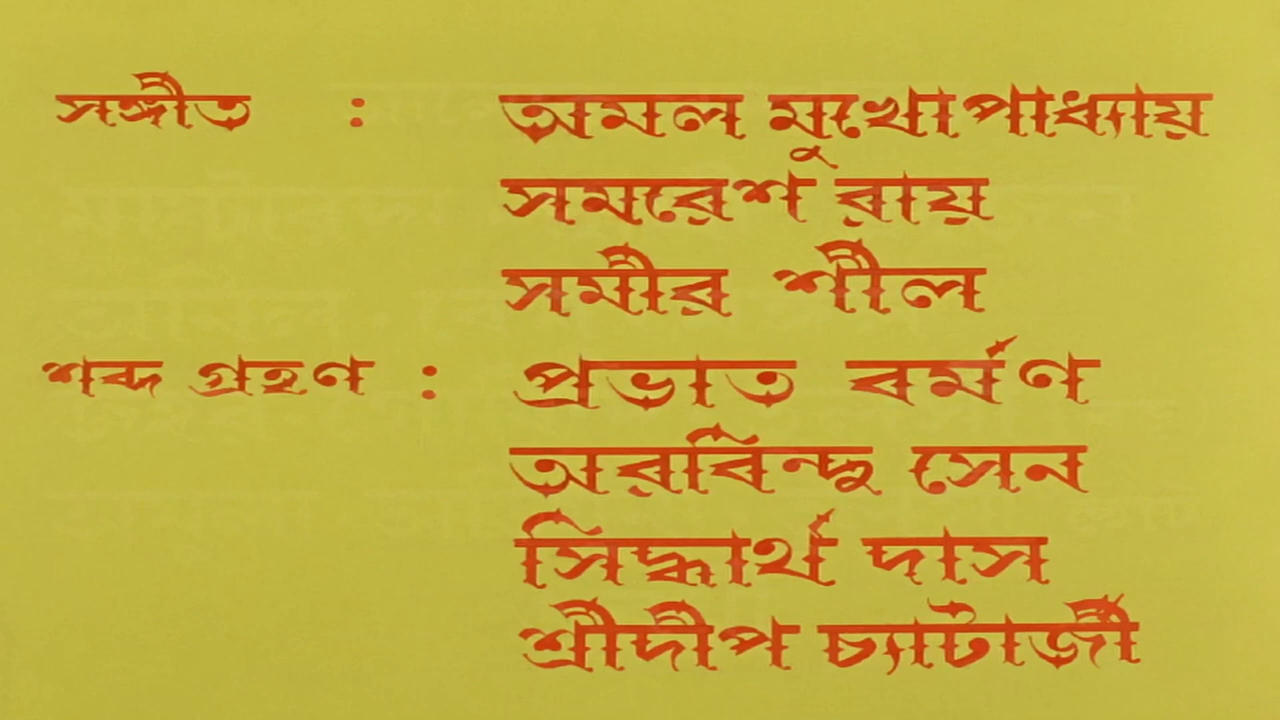 সঙ্গীত : অমল মুখোপাধ্যায়
সমরেশ রায়
সমীর শীল
শব্দ গ্রহণ : প্রভাত বর্মণ
অরবিন্দু সেন
সিদ্ধার্থ দাস
শ্রীদীপ চ্যাটার্জী